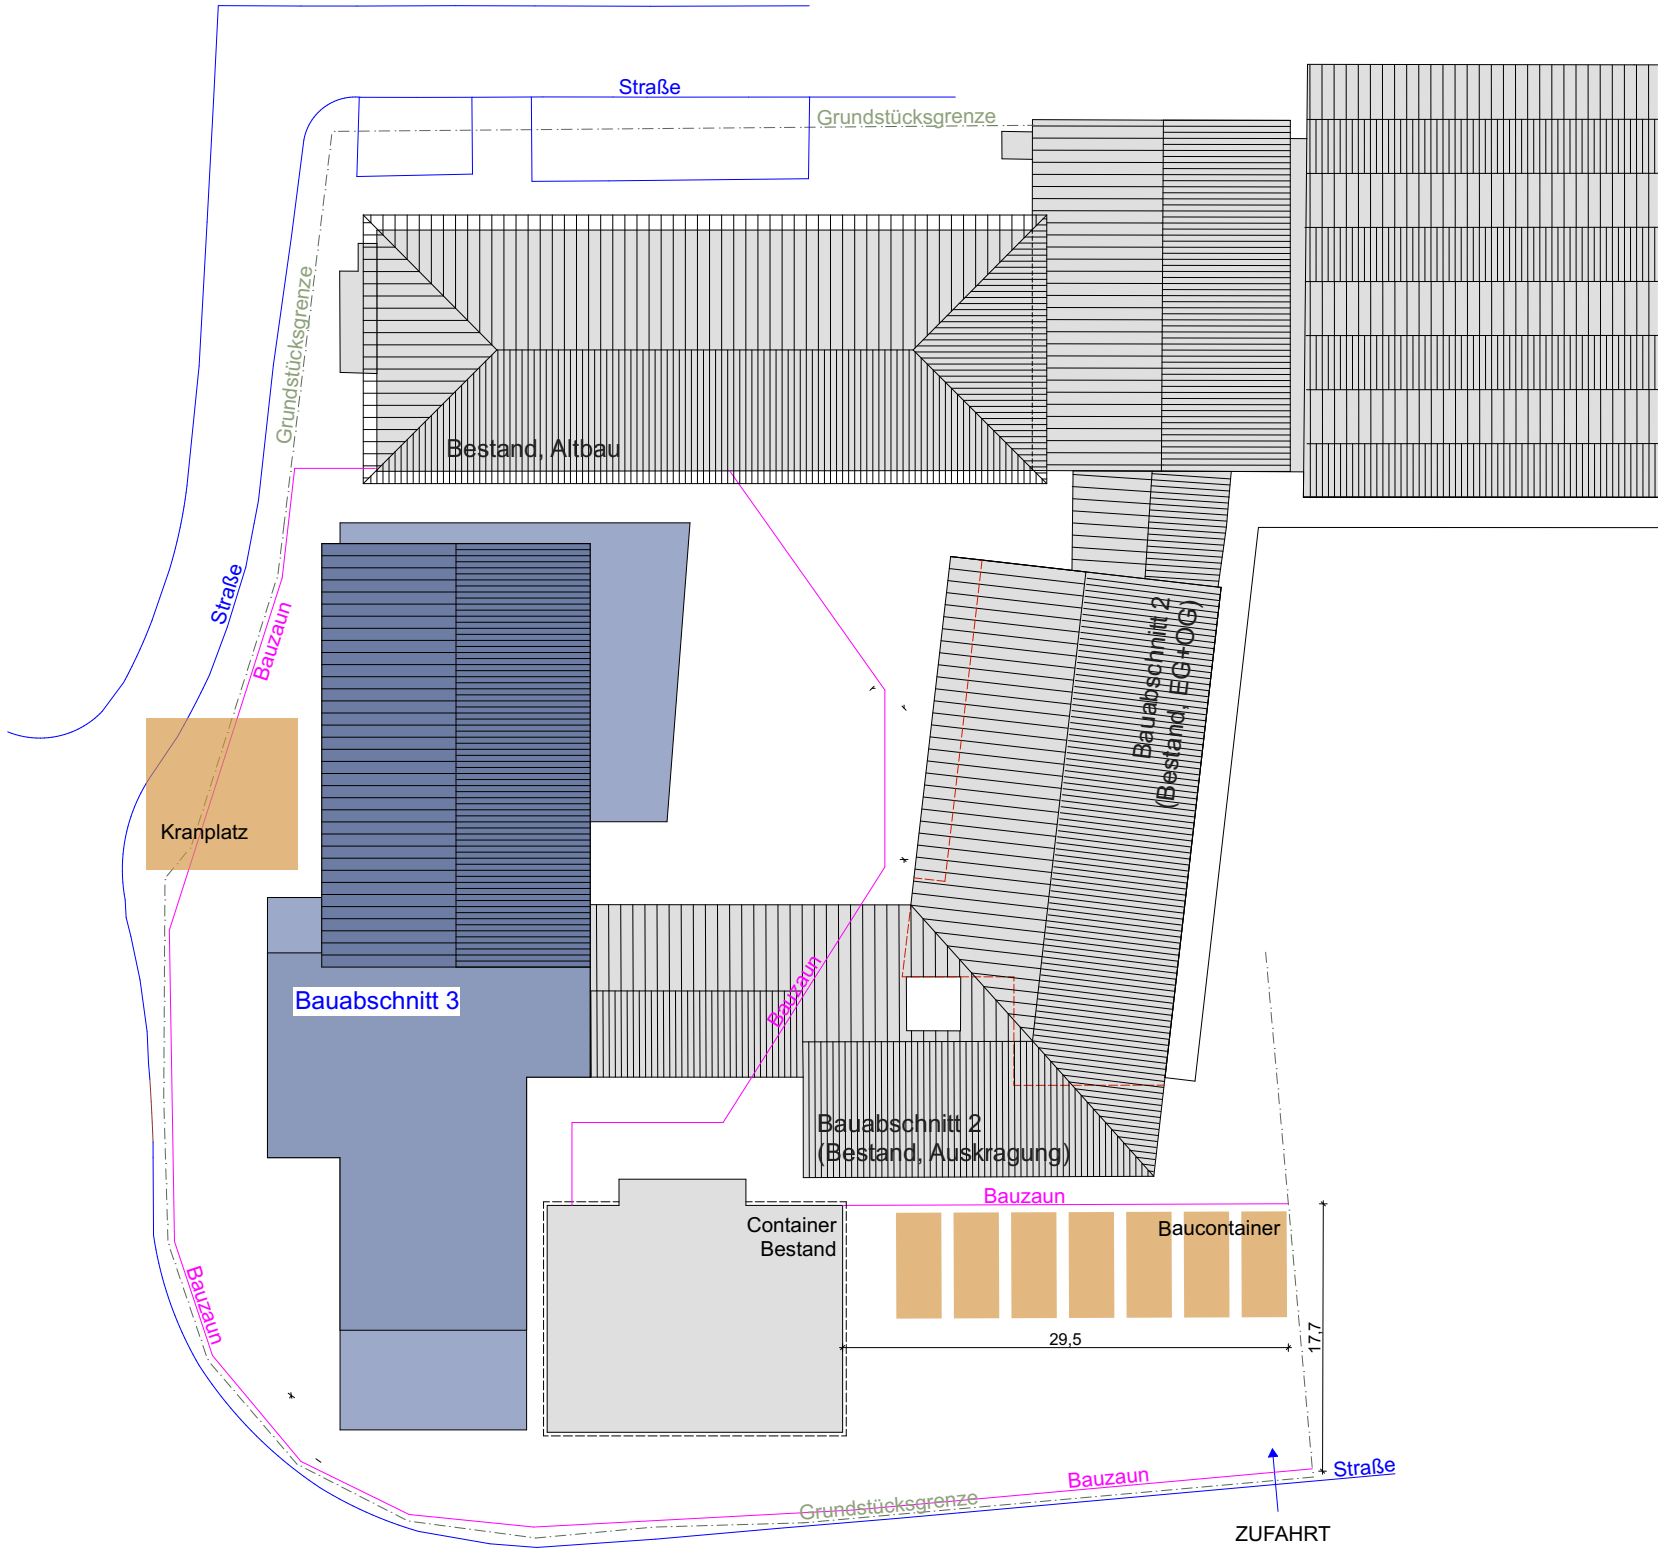 Straße
Grundstücksgrenze
Grundstücksgrenze
Bestand, Altbau
Straße
Bauzaun
Bauabschnitt 2
(Bestand, EG+OG)
Kranplatz
Bauabschnitt 3
Bauzaun
Bauabschnitt 2
(Bestand, Auskragung)
Bauzaun
Container
Bestand
Baucontainer
Bauzaun
29,5
17,7
Straße
Bauzaun
Grundstücksgrenze
ZUFAHRT